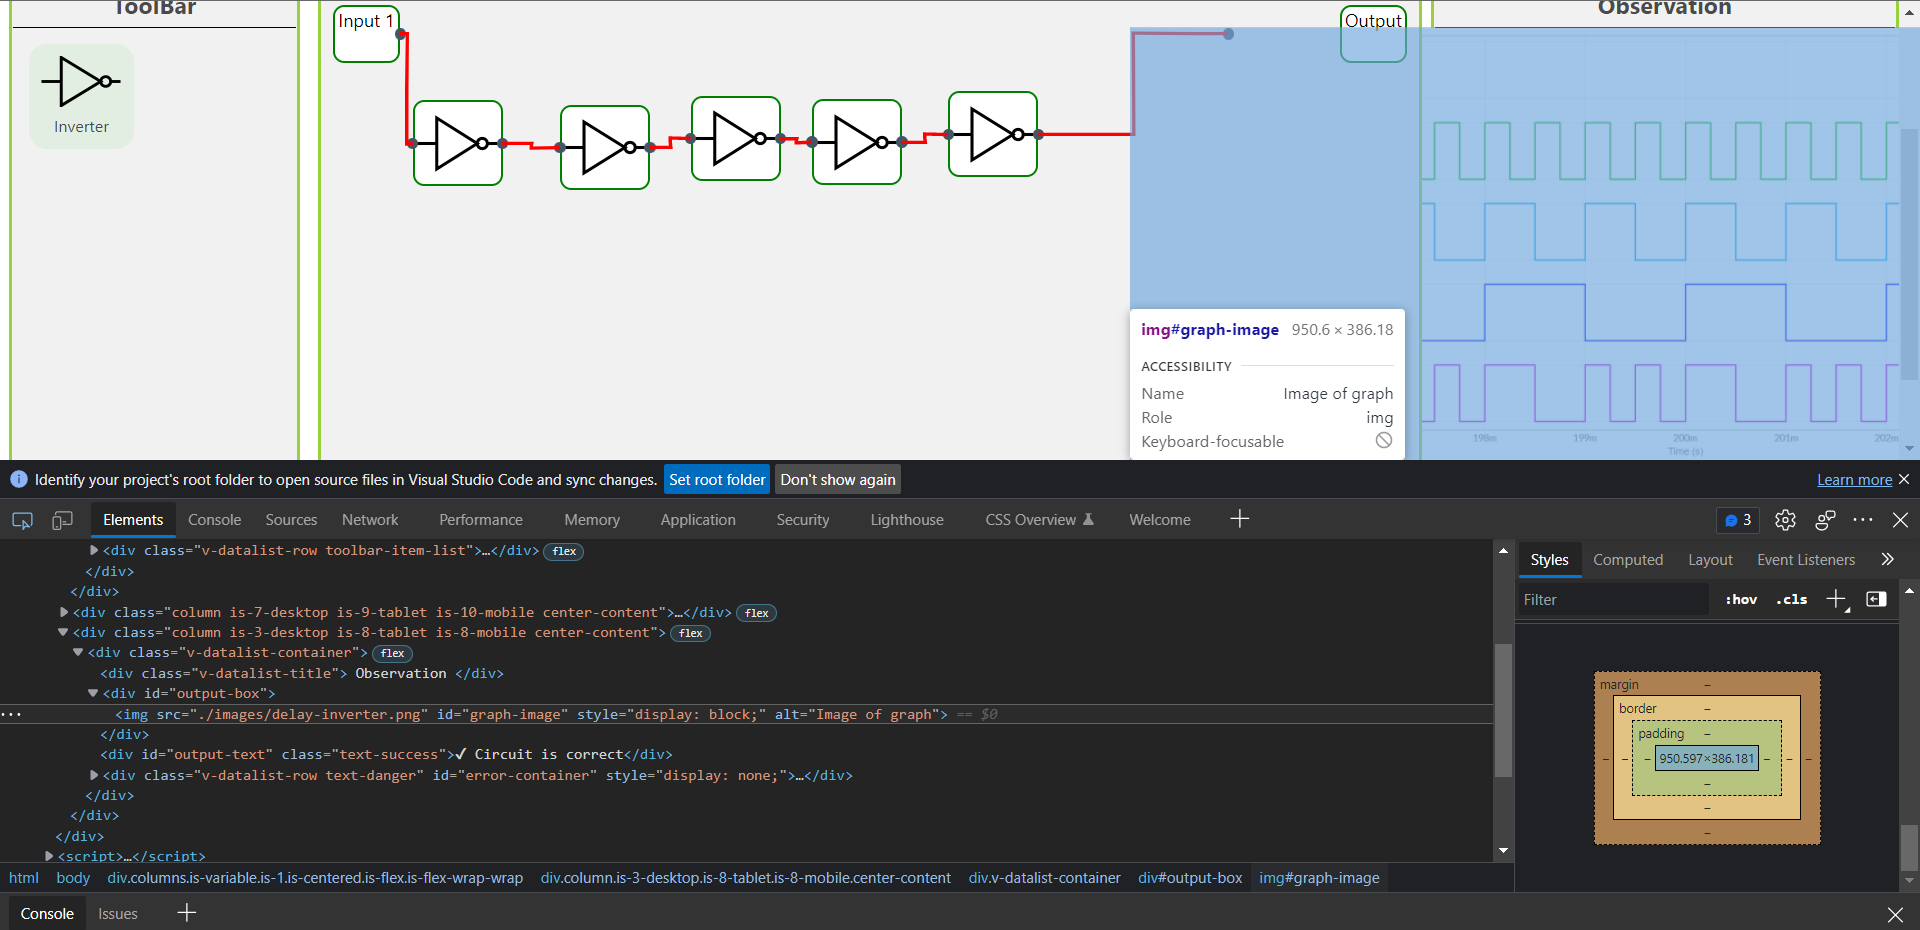 ToolBar
Observation
Input 1
Output
Inverter
img#graph-image 950.6 × 386.18
ACCESSIBILITY
Name Image of graph
Role img
Keyboard-focusable
198m 199m 200m 201m 202m
Time (s)
Identify your project's root folder to open source files in Visual Studio Code and sync changes. Set root folder Don't show again Learn more
Elements Console Sources Network Performance Memory Application Security Lighthouse CSS Overview Welcome 3
<div class="v-datalist-row toolbar-item-list">…</div> flex
</div>
</div>
<div class="column is-7-desktop is-9-tablet is-10-mobile center-content">…</div> flex
<div class="column is-3-desktop is-8-tablet is-8-mobile center-content"> flex
<div class="v-datalist-container"> flex
<div class="v-datalist-title"> Observation </div>
<div id="output-box">
<img src="./images/delay-inverter.png" id="graph-image" style="display: block;" alt="Image of graph"> == $0
</div>
<div id="output-text" class="text-success">✔ Circuit is correct</div>
<div class="v-datalist-row text-danger" id="error-container" style="display: none;">…</div>
</div>
</div>
</div>
<script>…</script>
html body div.columns.is-variable.is-1.is-centered.is-flex.is-flex-wrap-wrap div.column.is-3-desktop.is-8-tablet.is-8-mobile.center-content div.v-datalist-container div#output-box img#graph-image
Styles Computed Layout Event Listeners
Filter :hov .cls
margin –
border –
padding –
– – – 950.597×386.181 – – –
–
–
–
Console Issues